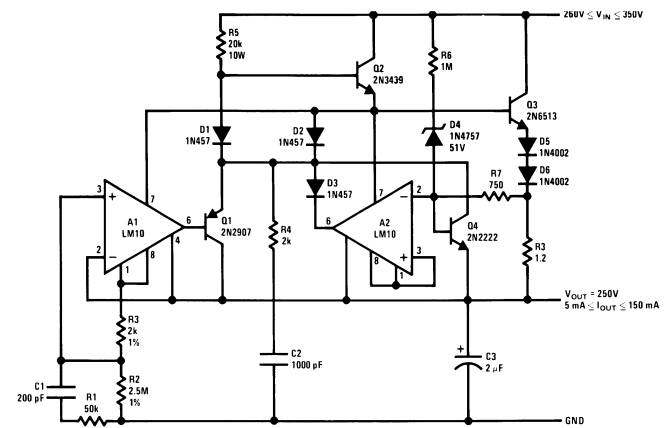 260V ≤ VIN ≤ 350V
R5
20k
10W
R6
1M
Q2
2N3439
Q3
2N6513
D4
1N4757
51V
D1
1N457
D2
1N457
D5
1N4002
D6
1N4002
R7
750
D3
1N457
3
+
7
A1
LM10
6
2
−
4
8
1
Q1
2N2907
R4
2k
7
−
2
6
A2
LM10
+
3
4
8
1
Q4
2N2222
R3
1.2
VOUT = 250V
5 mA ≤ IOUT ≤ 150 mA
R3
2k
1%
C2
1000 pF
+
C3
2 μF
C1
200 pF
R1
50k
R2
2.5M
1%
GND